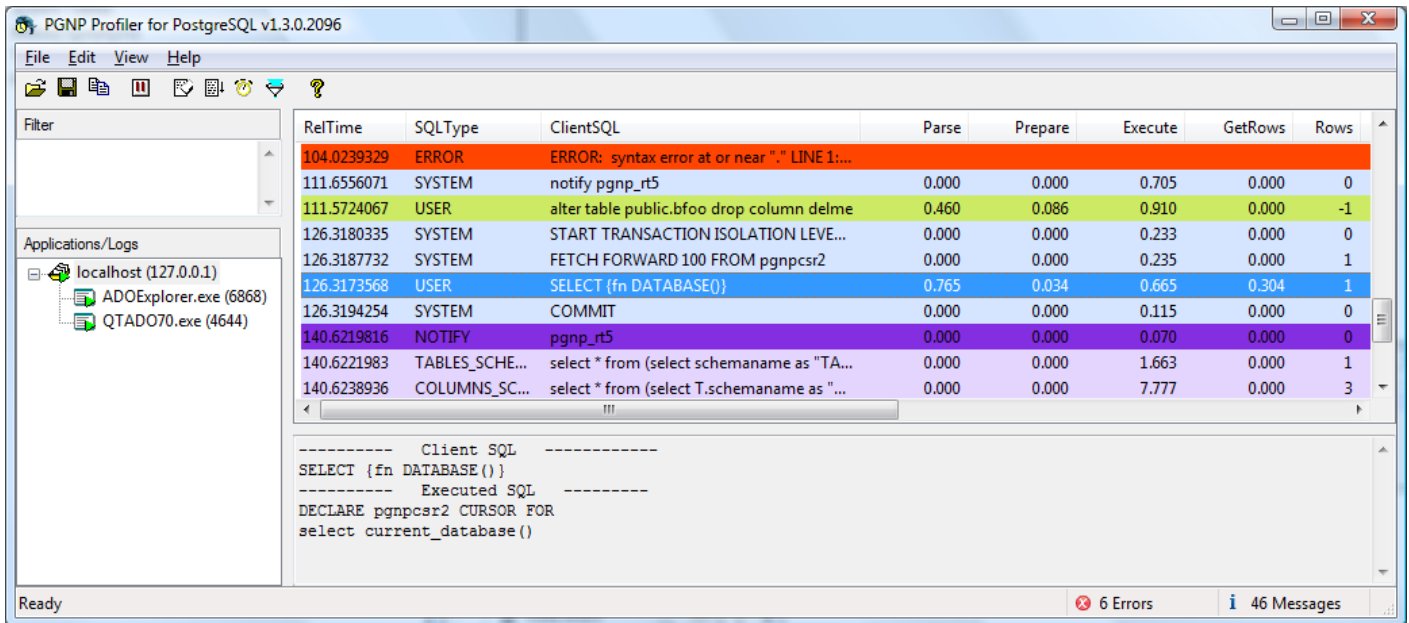 PGNP Profiler for PostgreSQL v1.3.0.2096
File Edit View Help
Filter
Applications/Logs
localhost (127.0.0.1)
ADOExplorer.exe (6868)
QTADO70.exe (4644)
RelTime SQLType ClientSQL Parse Prepare Execute GetRows Rows
104.0239329 ERROR ERROR: syntax error at or near "." LINE 1:...
111.6556071 SYSTEM notify pgnp_rt5 0.000 0.000 0.705 0.000 0
111.5724067 USER alter table public.bfoo drop column delme 0.460 0.086 0.910 0.000 -1
126.3180335 SYSTEM START TRANSACTION ISOLATION LEVE... 0.000 0.000 0.233 0.000 0
126.3187732 SYSTEM FETCH FORWARD 100 FROM pgnpcsr2 0.000 0.000 0.235 0.000 1
126.3173568 USER SELECT {fn DATABASE()} 0.765 0.034 0.665 0.304 1
126.3194254 SYSTEM COMMIT 0.000 0.000 0.115 0.000 0
140.6219816 NOTIFY pgnp_rt5 0.000 0.000 0.070 0.000 0
140.6221983 TABLES_SCHE... select * from (select schemaname as "TA... 0.000 0.000 1.663 0.000 1
140.6238936 COLUMNS_SC... select * from (select T.schemaname as "... 0.000 0.000 7.777 0.000 3
---------- Client SQL ------------
SELECT {fn DATABASE()}
---------- Executed SQL ---------
DECLARE pgnpcsr2 CURSOR FOR
select current_database()
Ready 6 Errors 46 Messages